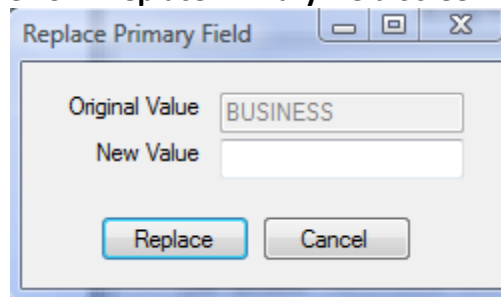 Replace Primary Field
Original Value BUSINESS
New Value
Replace Cancel